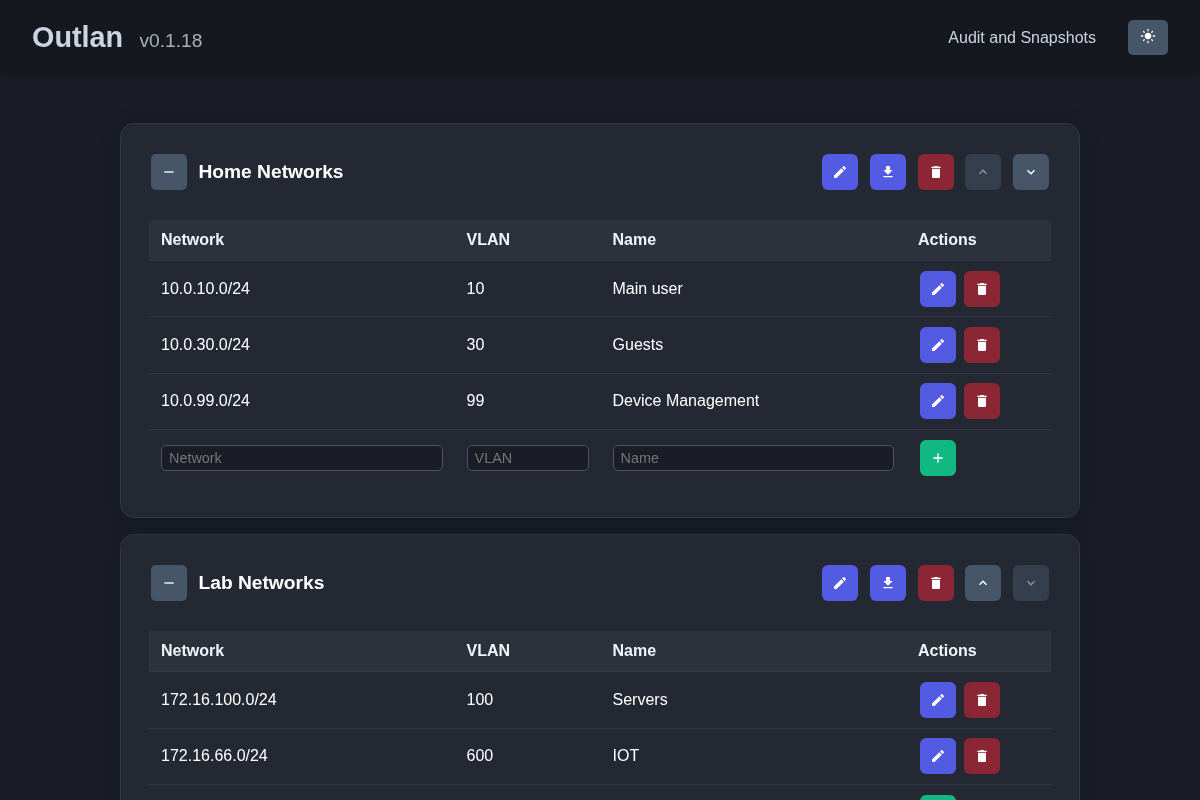 Outlan v0.1.18 Audit and Snapshots
Home Networks
Network VLAN Name Actions
10.0.10.0/24 10 Main user
10.0.30.0/24 30 Guests
10.0.99.0/24 99 Device Management
Network VLAN Name
Lab Networks
Network VLAN Name Actions
172.16.100.0/24 100 Servers
172.16.66.0/24 600 IOT